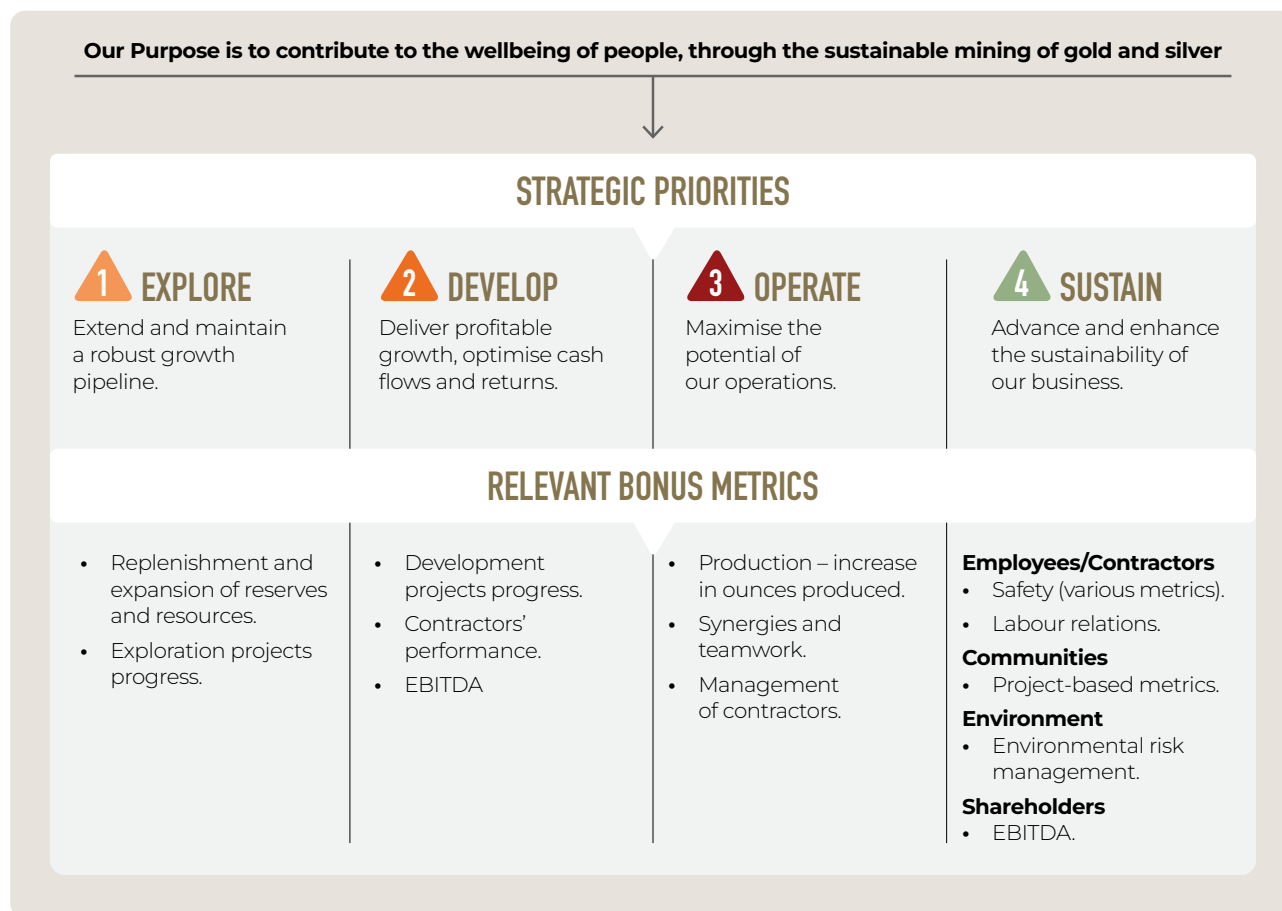 Our Purpose is to contribute to the wellbeing of people, through the sustainable mining of gold and silver
STRATEGIC PRIORITIES
1 EXPLORE
Extend and maintain
a robust growth
pipeline.
2 DEVELOP
Deliver profitable
growth, optimise cash
flows and returns.
3 OPERATE
Maximise the
potential of
our operations.
4 SUSTAIN
Advance and enhance
the sustainability of
our business.
RELEVANT BONUS METRICS
• Replenishment and
expansion of reserves
and resources.
• Exploration projects
progress.
• Development
projects progress.
• Contractors'
performance.
• EBITDA
• Production – increase
in ounces produced.
• Synergies and
teamwork.
• Management
of contractors.
Employees/Contractors
• Safety (various metrics).
• Labour relations.
Communities
• Project-based metrics.
Environment
• Environmental risk
management.
Shareholders
• EBITDA.